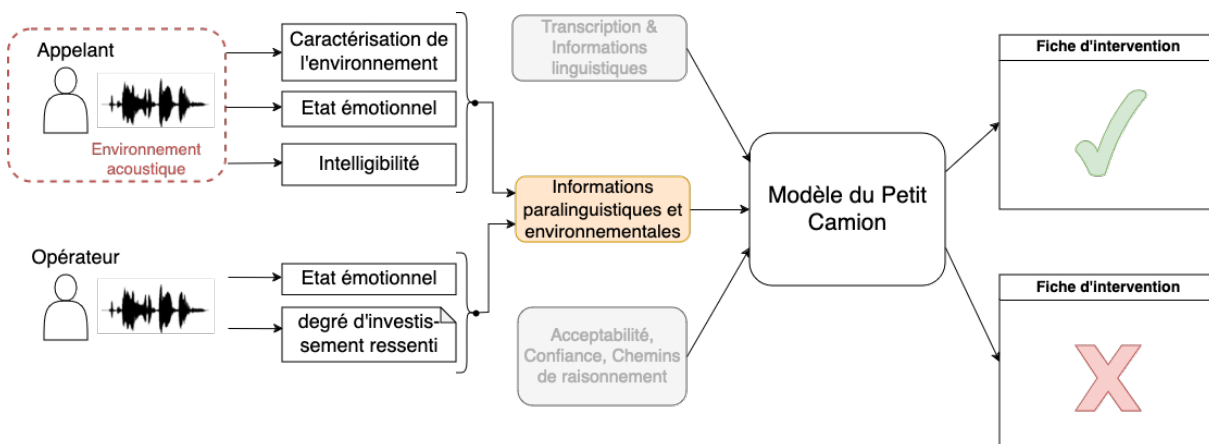 Appelant
Environnement
acoustique
Caractérisation de
l'environnement
Etat émotionnel
Intelligibilité
Opérateur
Etat émotionnel
degré d'investis-
sement ressenti
Transcription &
Informations
linguistiques
Informations
paralinguistiques et
environnementales
Acceptabilité,
Confiance, Chemins
de raisonnement
Modèle du Petit
Camion
Fiche d'intervention
Fiche d'intervention